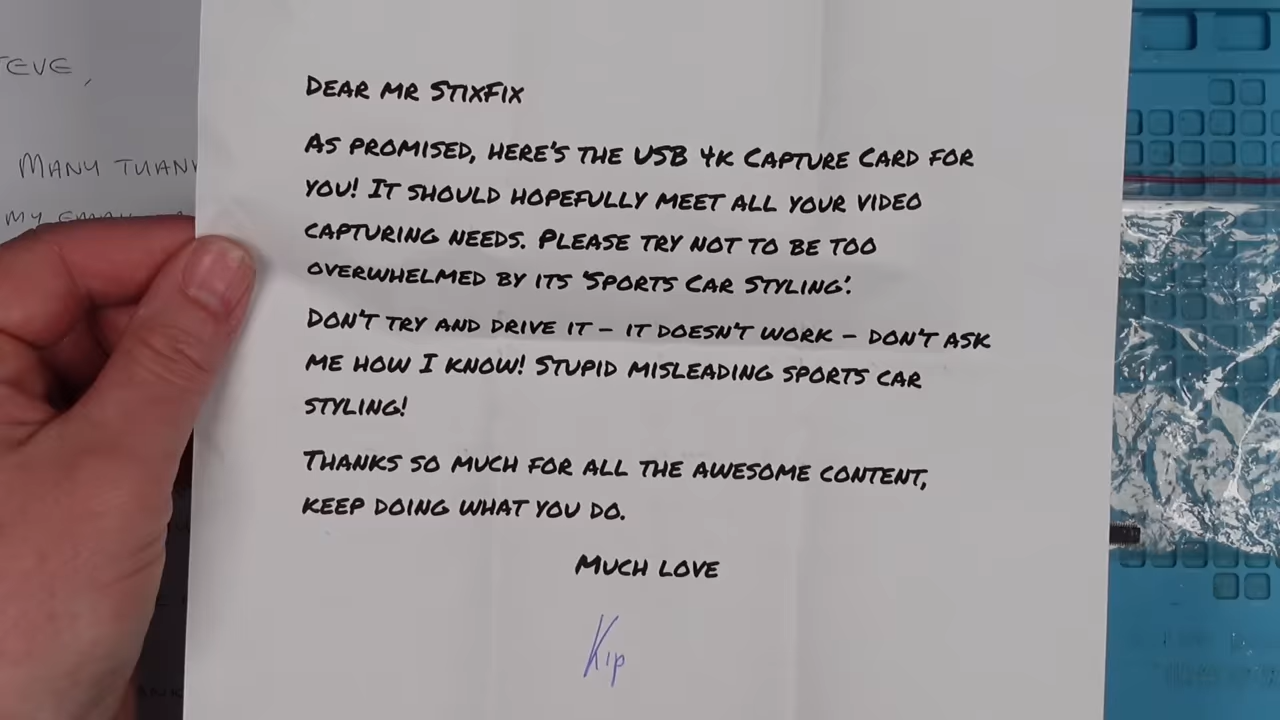 DEAR MR STIXFIX
AS PROMISED, HERE'S THE USB 4K CAPTURE CARD FOR
YOU! IT SHOULD HOPEFULLY MEET ALL YOUR VIDEO
CAPTURING NEEDS. PLEASE TRY NOT TO BE TOO
OVERWHELMED BY ITS 'SPORTS CAR STYLING'.
DON'T TRY AND DRIVE IT – IT DOESN'T WORK – DON'T ASK
ME HOW I KNOW! STUPID MISLEADING SPORTS CAR
STYLING!
THANKS SO MUCH FOR ALL THE AWESOME CONTENT,
KEEP DOING WHAT YOU DO.
MUCH LOVE
Kip
MANY
MY